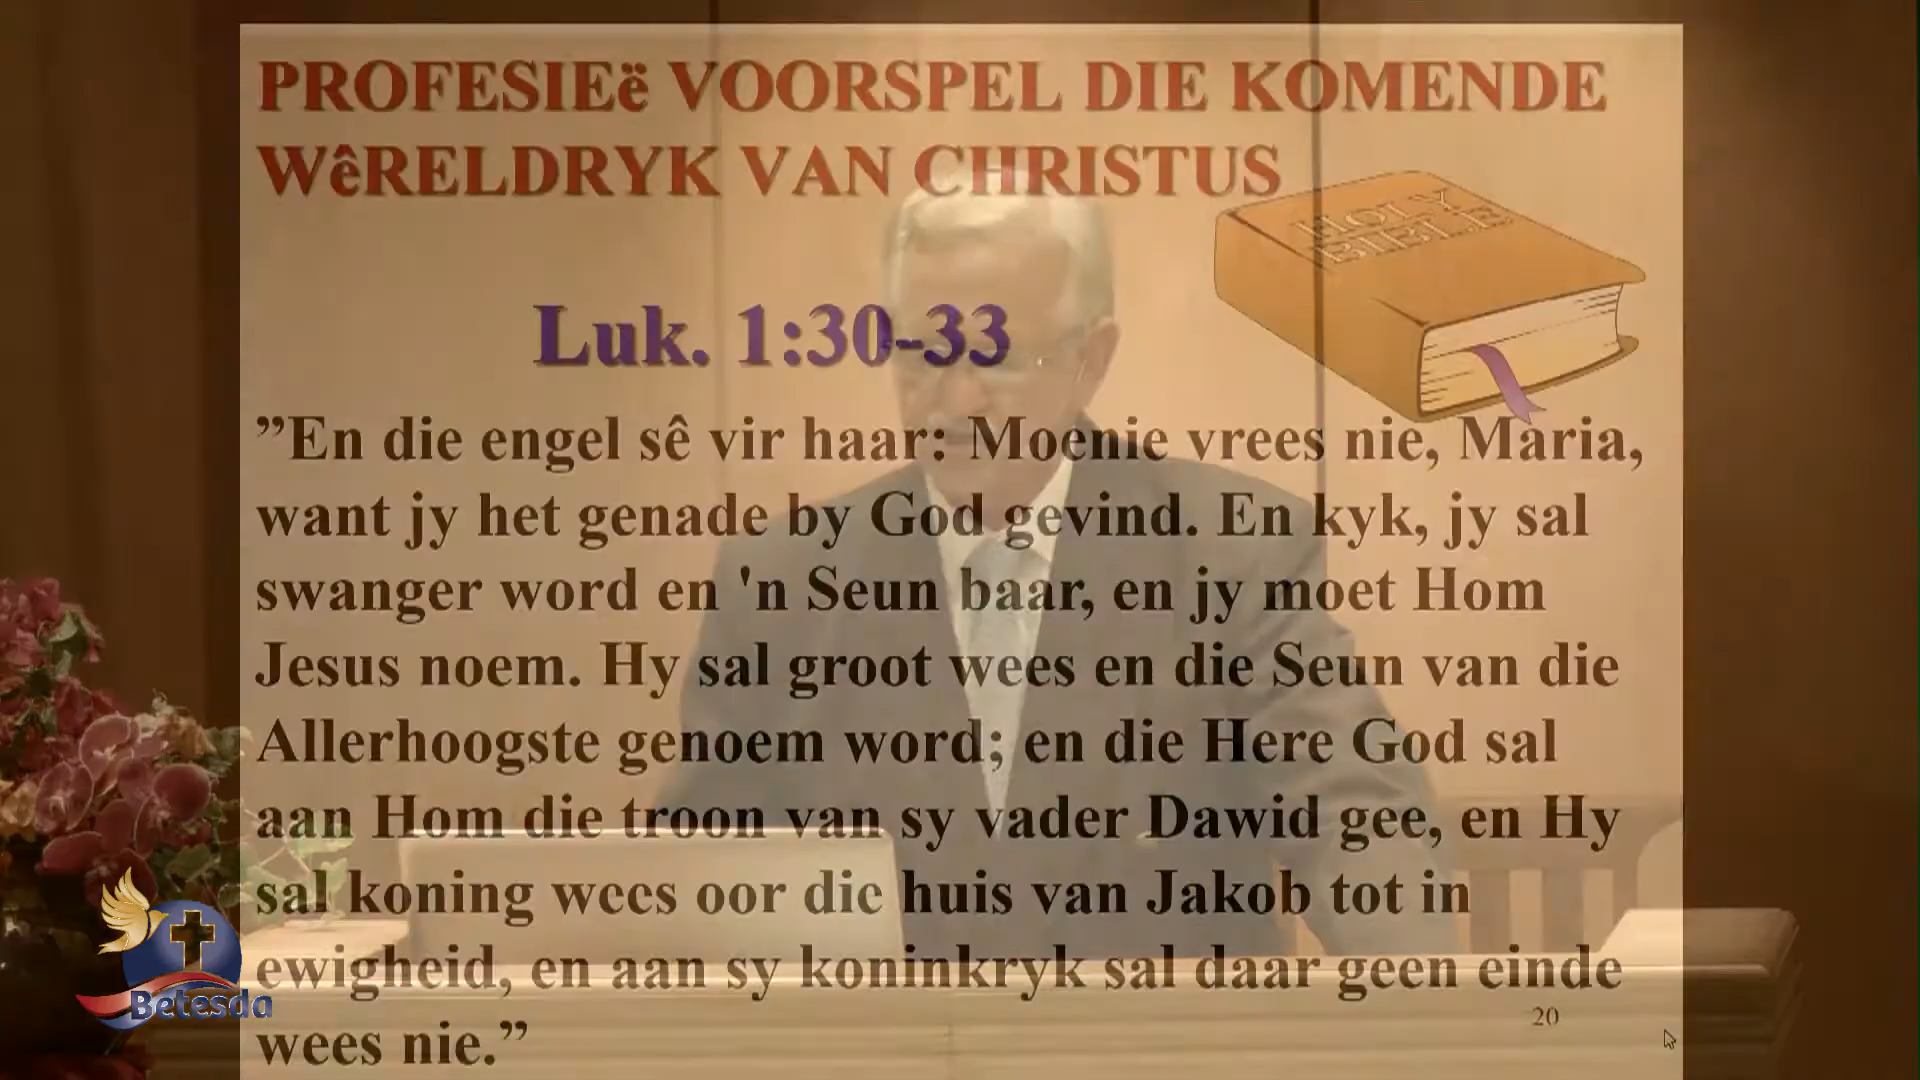 PROFESIEë VOORSPEL DIE KOMENDE
WêRELDRYK VAN CHRISTUS
HOLY
BIBLE
Luk. 1:30-33
”En die engel sê vir haar: Moenie vrees nie, Maria,
want jy het genade by God gevind. En kyk, jy sal
swanger word en 'n Seun baar, en jy moet Hom
Jesus noem. Hy sal groot wees en die Seun van die
Allerhoogste genoem word; en die Here God sal
aan Hom die troon van sy vader Dawid gee, en Hy
sal koning wees oor die huis van Jakob tot in
ewigheid, en aan sy koninkryk sal daar geen einde
wees nie.”
20
Betesda